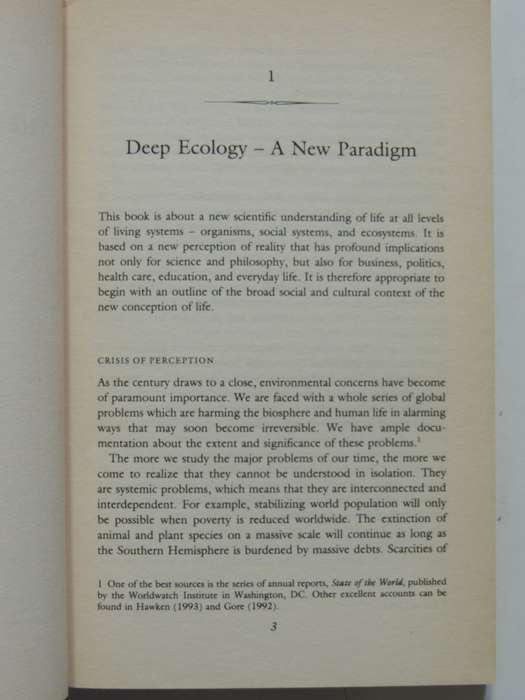 1
Deep Ecology – A New Paradigm
This book is about a new scientific understanding of life at all levels
of living systems – organisms, social systems, and ecosystems. It is
based on a new perception of reality that has profound implications
not only for science and philosophy, but also for business, politics,
health care, education, and everyday life. It is therefore appropriate to
begin with an outline of the broad social and cultural context of the
new conception of life.
CRISIS OF PERCEPTION
As the century draws to a close, environmental concerns have become
of paramount importance. We are faced with a whole series of global
problems which are harming the biosphere and human life in alarming
ways that may soon become irreversible. We have ample docu-
mentation about the extent and significance of these problems.¹
The more we study the major problems of our time, the more we
come to realize that they cannot be understood in isolation. They
are systemic problems, which means that they are interconnected and
interdependent. For example, stabilizing world population will only
be possible when poverty is reduced worldwide. The extinction of
animal and plant species on a massive scale will continue as long as
the Southern Hemisphere is burdened by massive debts. Scarcities of
1 One of the best sources is the series of annual reports, State of the World, published
by the Worldwatch Institute in Washington, DC. Other excellent accounts can be
found in Hawken (1993) and Gore (1992).
3